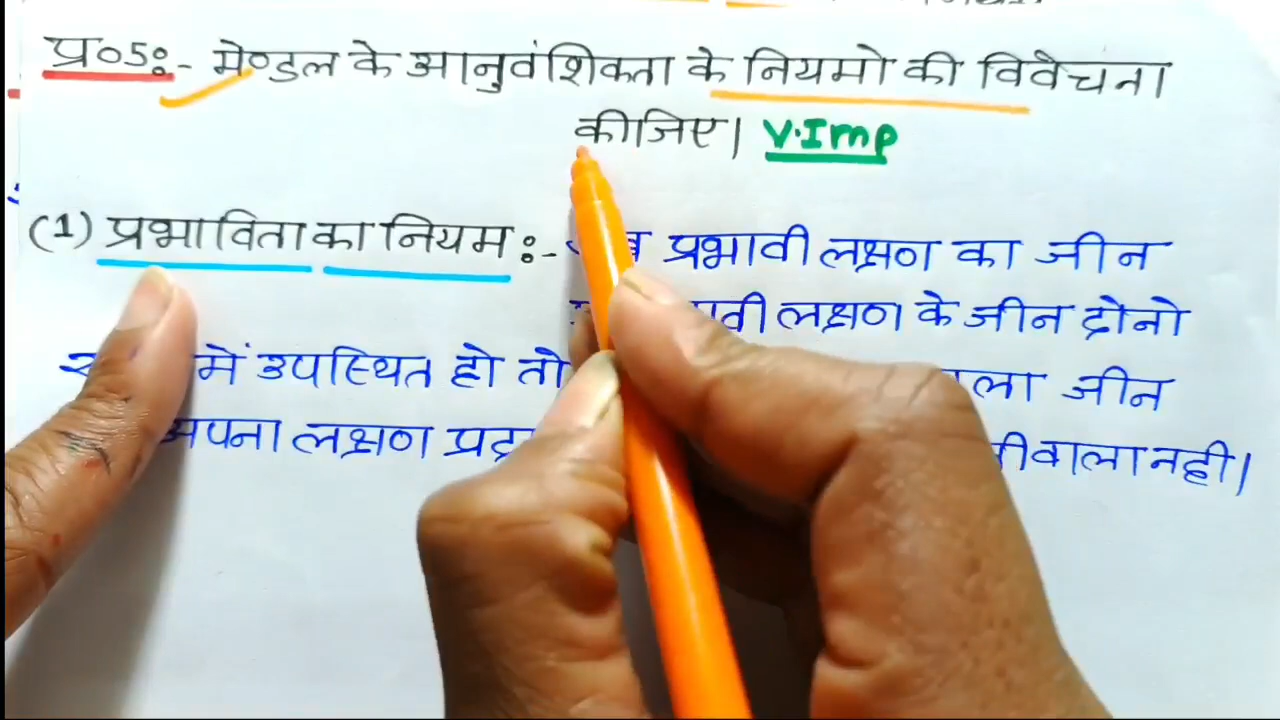 प्र०5ः- मेण्डल के आनुवंशिकता के नियमो की विवेचना
कीजिए। V.Imp
(1) प्रभाविता का नियम :- प्रभावी लक्षण का जीन
लक्षण के जीन दोनो
में उपस्थित हो तो जीन
अपना लक्षण नही।